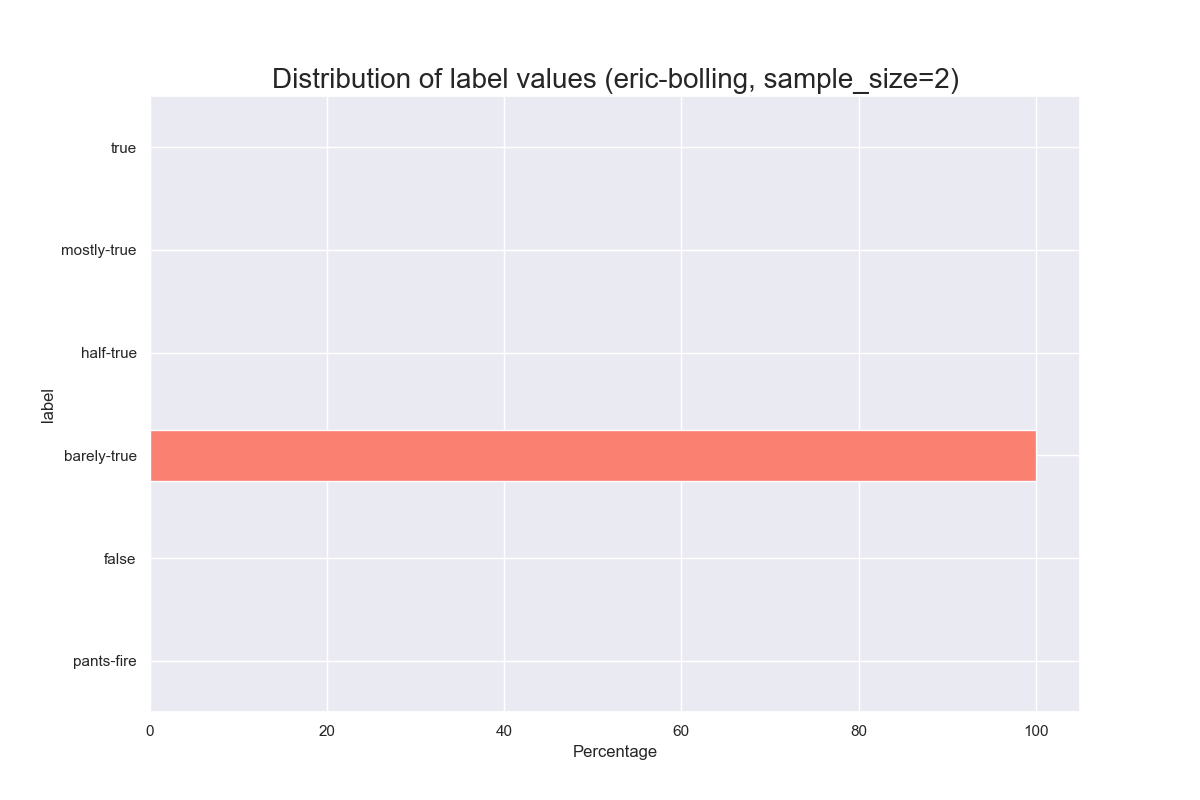 Distribution of label values (eric-bolling, sample_size=2)
true
mostly-true
half-true
label
barely-true
false
pants-fire
0 20 40 60 80 100
Percentage